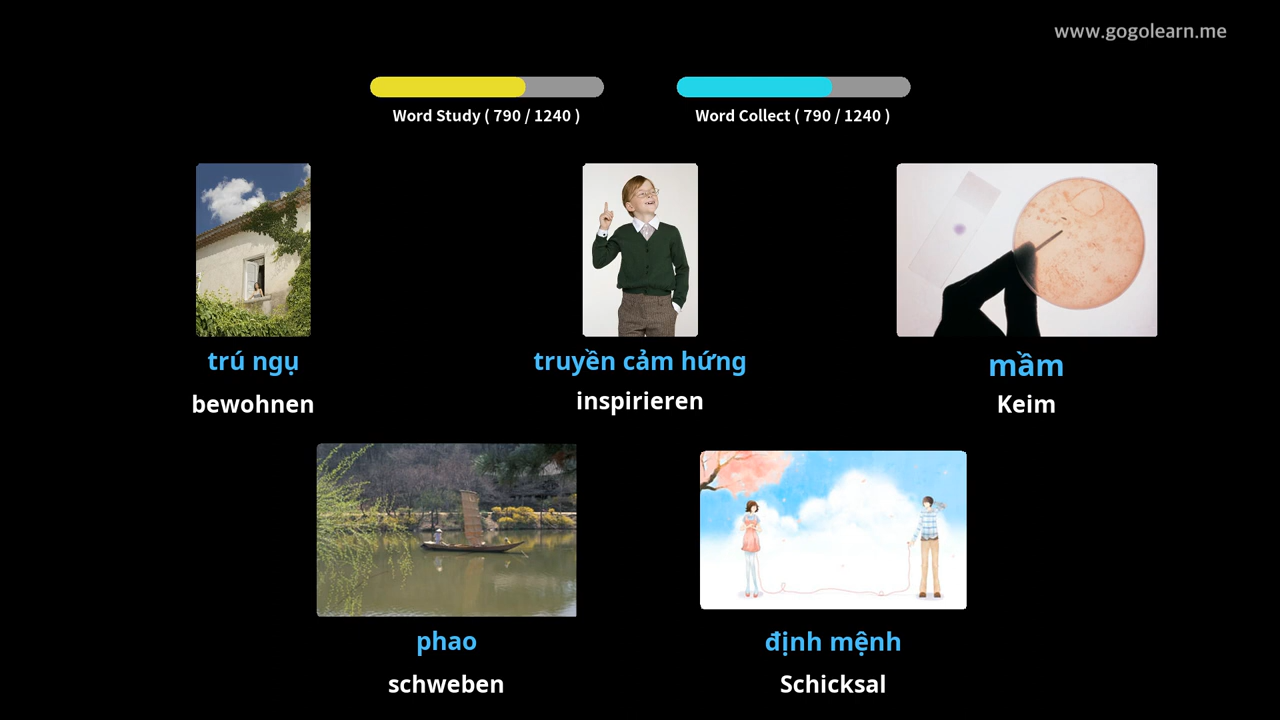 www.gogolearn.me
Word Study ( 790 / 1240 )
Word Collect ( 790 / 1240 )
trú ngụ
truyền cảm hứng
mầm
bewohnen
inspirieren
Keim
phao
định mệnh
schweben
Schicksal